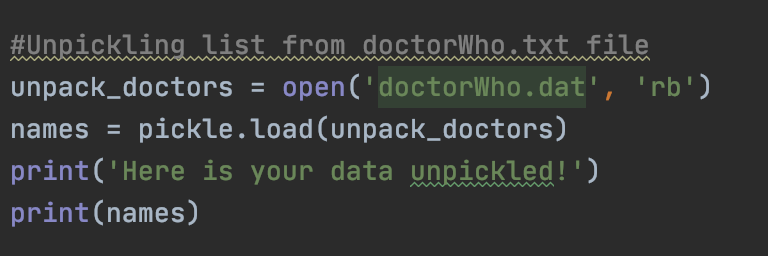 #Unpickling list from doctorWho.txt file
unpack_doctors = open('doctorWho.dat', 'rb')
names = pickle.load(unpack_doctors)
print('Here is your data unpickled!')
print(names)